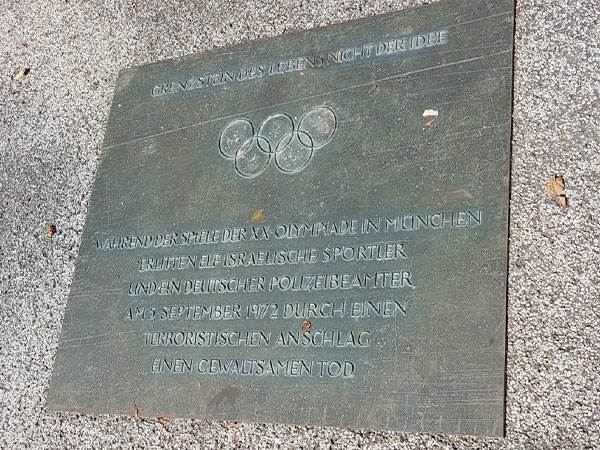 GRENZSTEIN DES LEBENS NICHT DER IDEE
WÄHREND DER SPIELE DER XX·OLYMPIADE IN MÜNCHEN
ERLITTEN ELF ISRAELISCHE SPORTLER
UND EIN DEUTSCHER POLIZEIBEAMTER
AM 5 SEPTEMBER 1972 DURCH EINEN
TERRORISTISCHEN ANSCHLAG
EINEN GEWALTSAMEN TOD